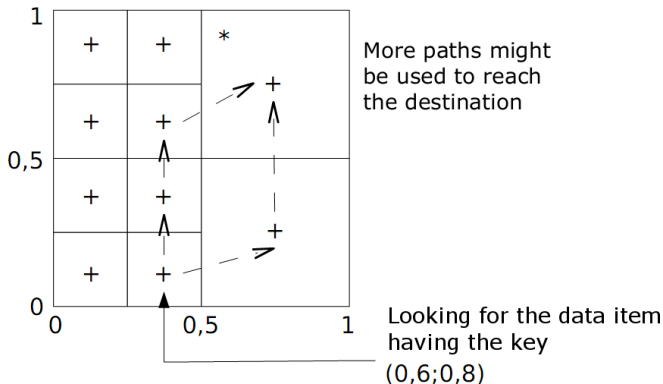 1
+ + *
More paths might
be used to reach
the destination
+
+ +
0,5
+ +
+
+ +
0
0 0,5 1
Looking for the data item
having the key
(0,6;0,8)